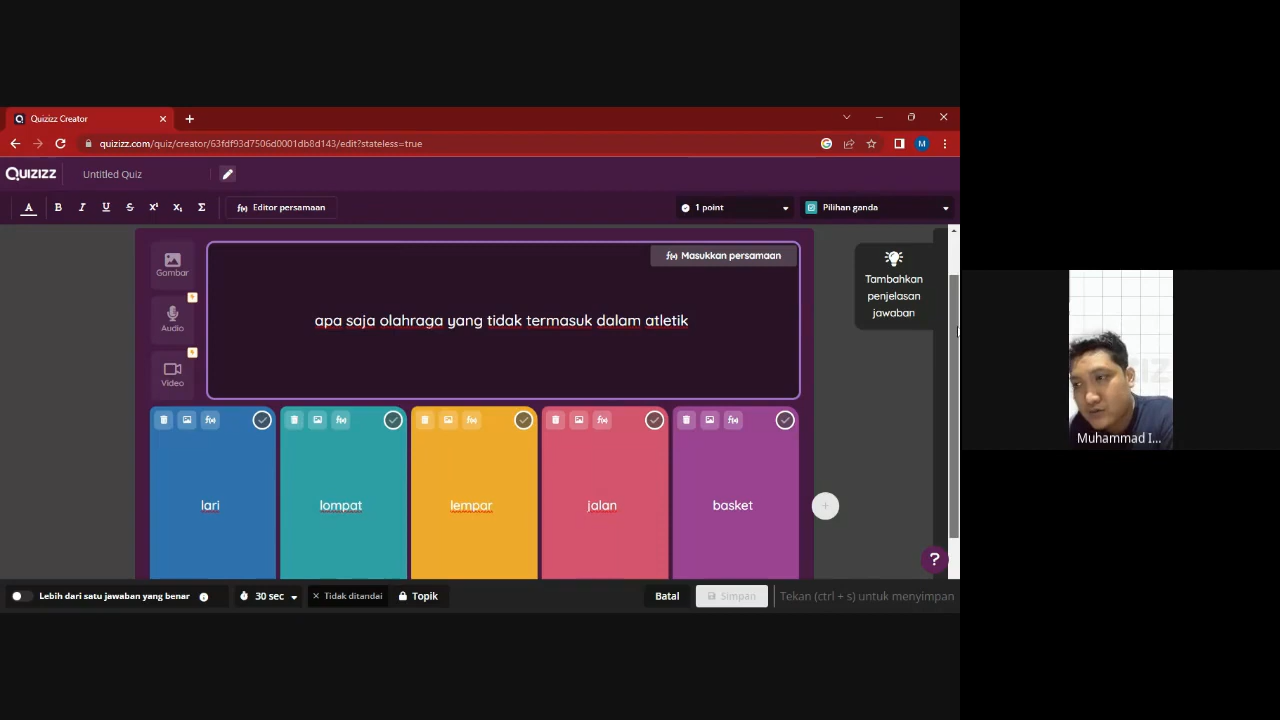 Quizizz Creator
quizizz.com/quiz/creator/63fdf93d7506d0001db8d143/edit?stateless=true
M
QUIZIZZ
Untitled Quiz
A B I U S X¹ X₁ Σ f(x) Editor persamaan 1 point Pilihan ganda
f(x) Masukkan persamaan
Gambar
Audio
Video
apa saja olahraga yang tidak termasuk dalam atletik
Tambahkan
penjelasan
jawaban
f(x) f(x) f(x) f(x) f(x)
lari lompat lempar jalan basket
+
?
Lebih dari satu jawaban yang benar 30 sec Tidak ditandai Topik Batal Simpan Tekan (ctrl + s) untuk menyimpan
Muhammad I...